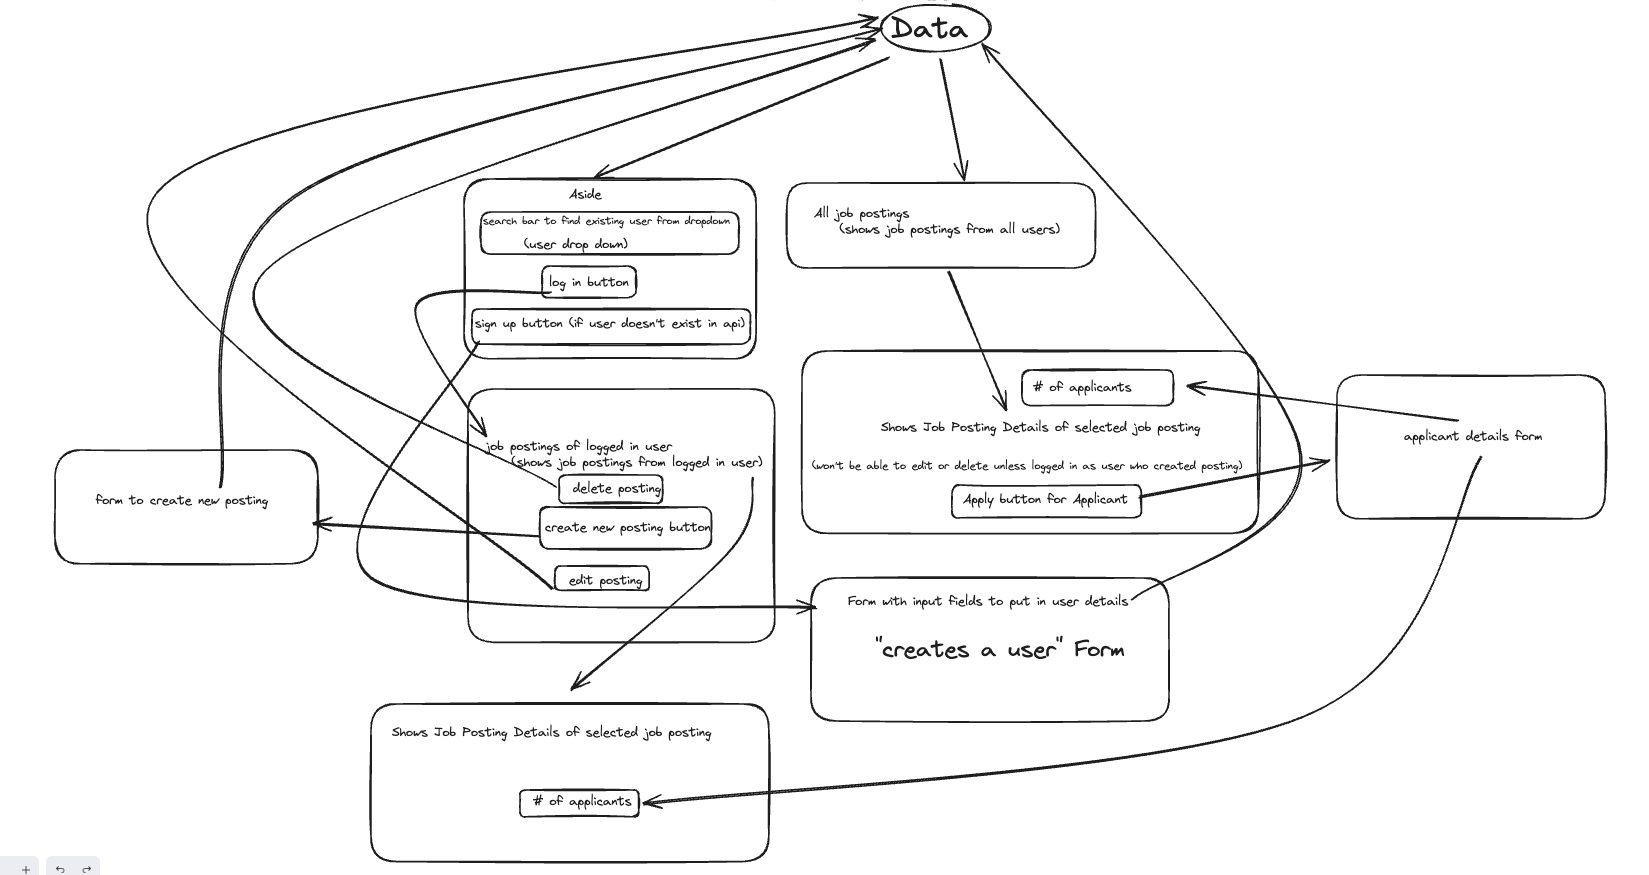 Data
Aside
search bar to find existing user from dropdown
(user drop down)
log in button
sign up button (if user doesn't exist in api)
All job postings
(shows job postings from all users)
# of applicants
Shows Job Posting Details of selected job posting
(won't be able to edit or delete unless logged in as user who created posting)
Apply button for Applicant
applicant details form
job postings of logged in user
(shows job postings from logged in user)
delete posting
create new posting button
edit posting
form to create new posting
Form with input fields to put in user details
"creates a user" Form
Shows Job Posting Details of selected job posting
# of applicants